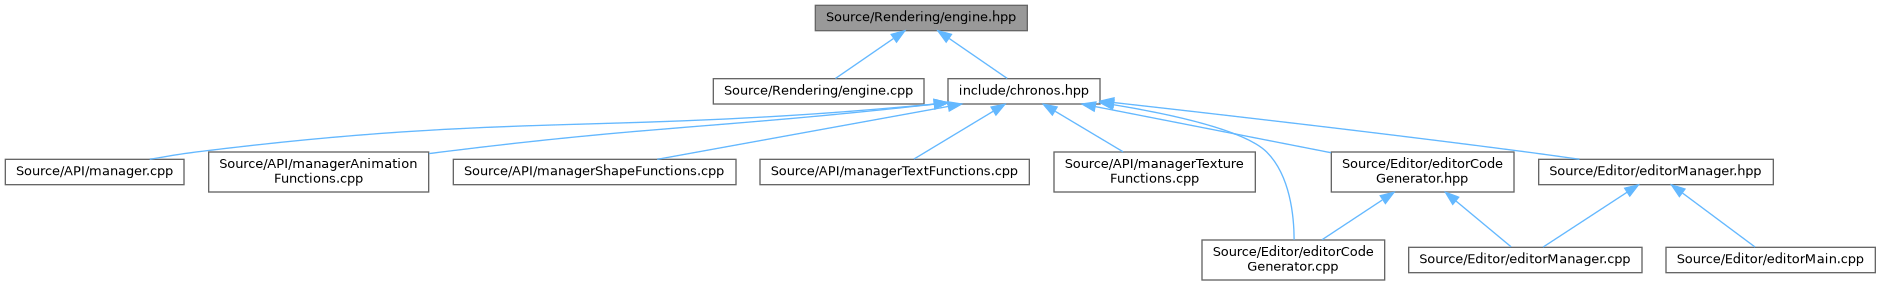 Source/Rendering/engine.hpp
Source/Rendering/engine.cpp
include/chronos.hpp
Source/API/manager.cpp
Source/API/managerAnimation
Functions.cpp
Source/API/managerShapeFunctions.cpp
Source/API/managerTextFunctions.cpp
Source/API/managerTexture
Functions.cpp
Source/Editor/editorCode
Generator.hpp
Source/Editor/editorManager.hpp
Source/Editor/editorCode
Generator.cpp
Source/Editor/editorManager.cpp
Source/Editor/editorMain.cpp